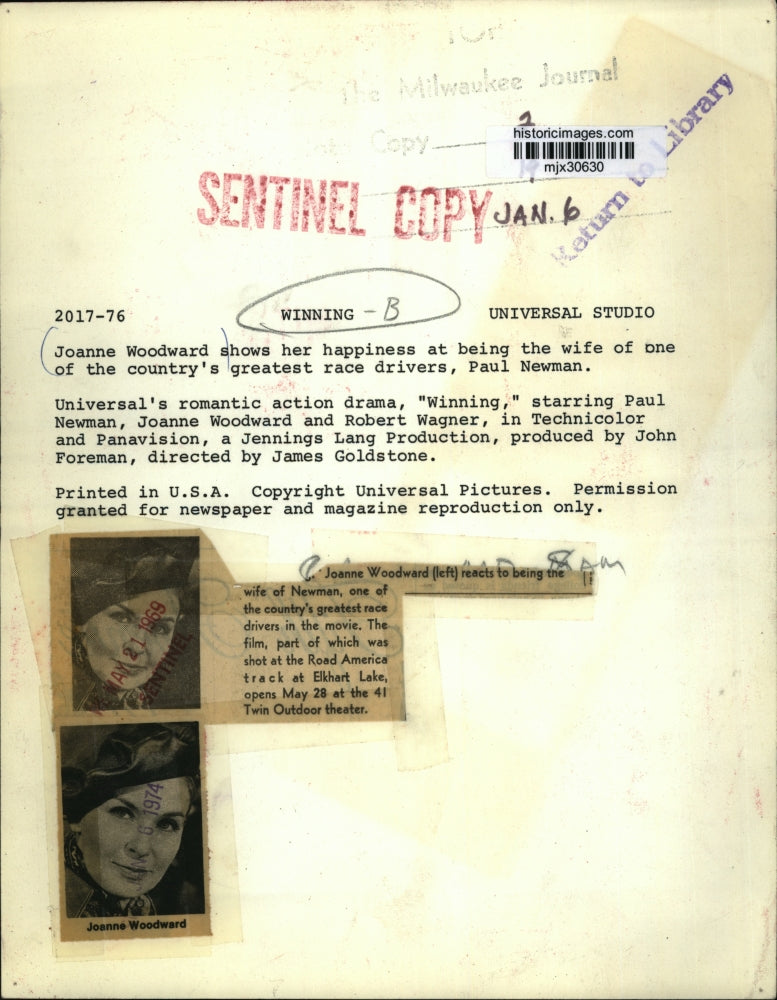 The Milwaukee Journal
Copy
historicimages.com
mjx30630
Return to Library
SENTINEL COPY JAN. 6
2017-76 WINNING - B UNIVERSAL STUDIO
Joanne Woodward shows her happiness at being the wife of one
of the country's greatest race drivers, Paul Newman.
Universal's romantic action drama, "Winning," starring Paul
Newman, Joanne Woodward and Robert Wagner, in Technicolor
and Panavision, a Jennings Lang Production, produced by John
Foreman, directed by James Goldstone.
Printed in U.S.A. Copyright Universal Pictures. Permission
granted for newspaper and magazine reproduction only.
Joanne Woodward (left) reacts to being the
wife of Newman, one of
the country's greatest race
drivers in the movie. The
film, part of which was
shot at the Road America
track at Elkhart Lake,
opens May 28 at the 41
Twin Outdoor theater.
MAY 21 1969
SENTINEL
6 1974
Joanne Woodward